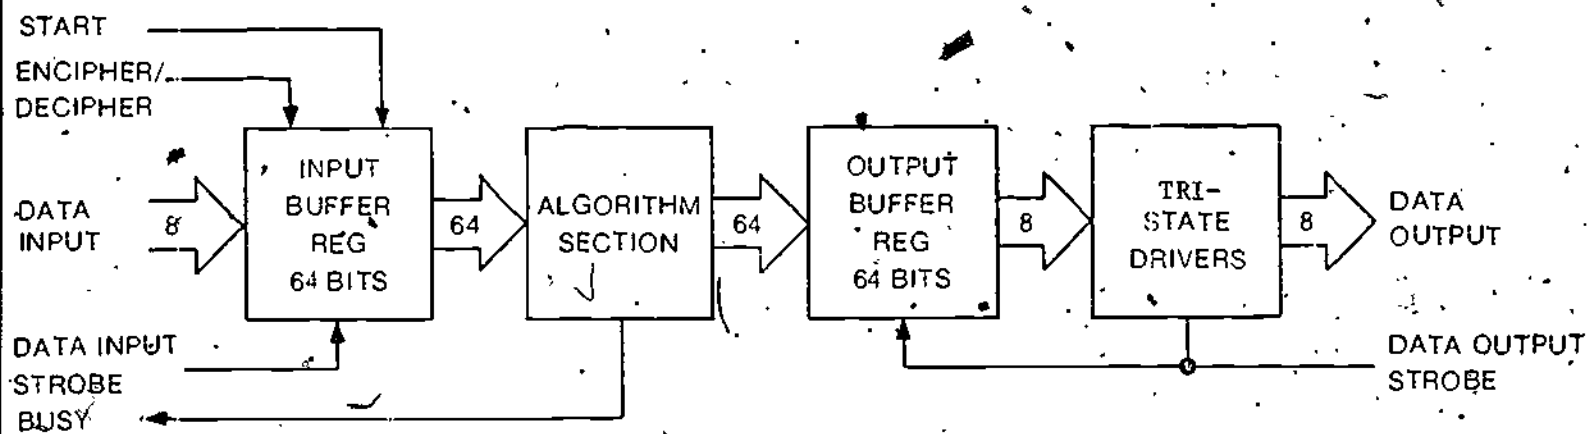 START
ENCIPHER/
DECIPHER
DATA
INPUT
8
INPUT
BUFFER
REG
64 BITS
64
ALGORITHM
SECTION
64
OUTPUT
BUFFER
REG
64 BITS
8
TRI-
STATE
DRIVERS
8
DATA
OUTPUT
DATA INPUT
STROBE
BUSY
DATA OUTPUT
STROBE